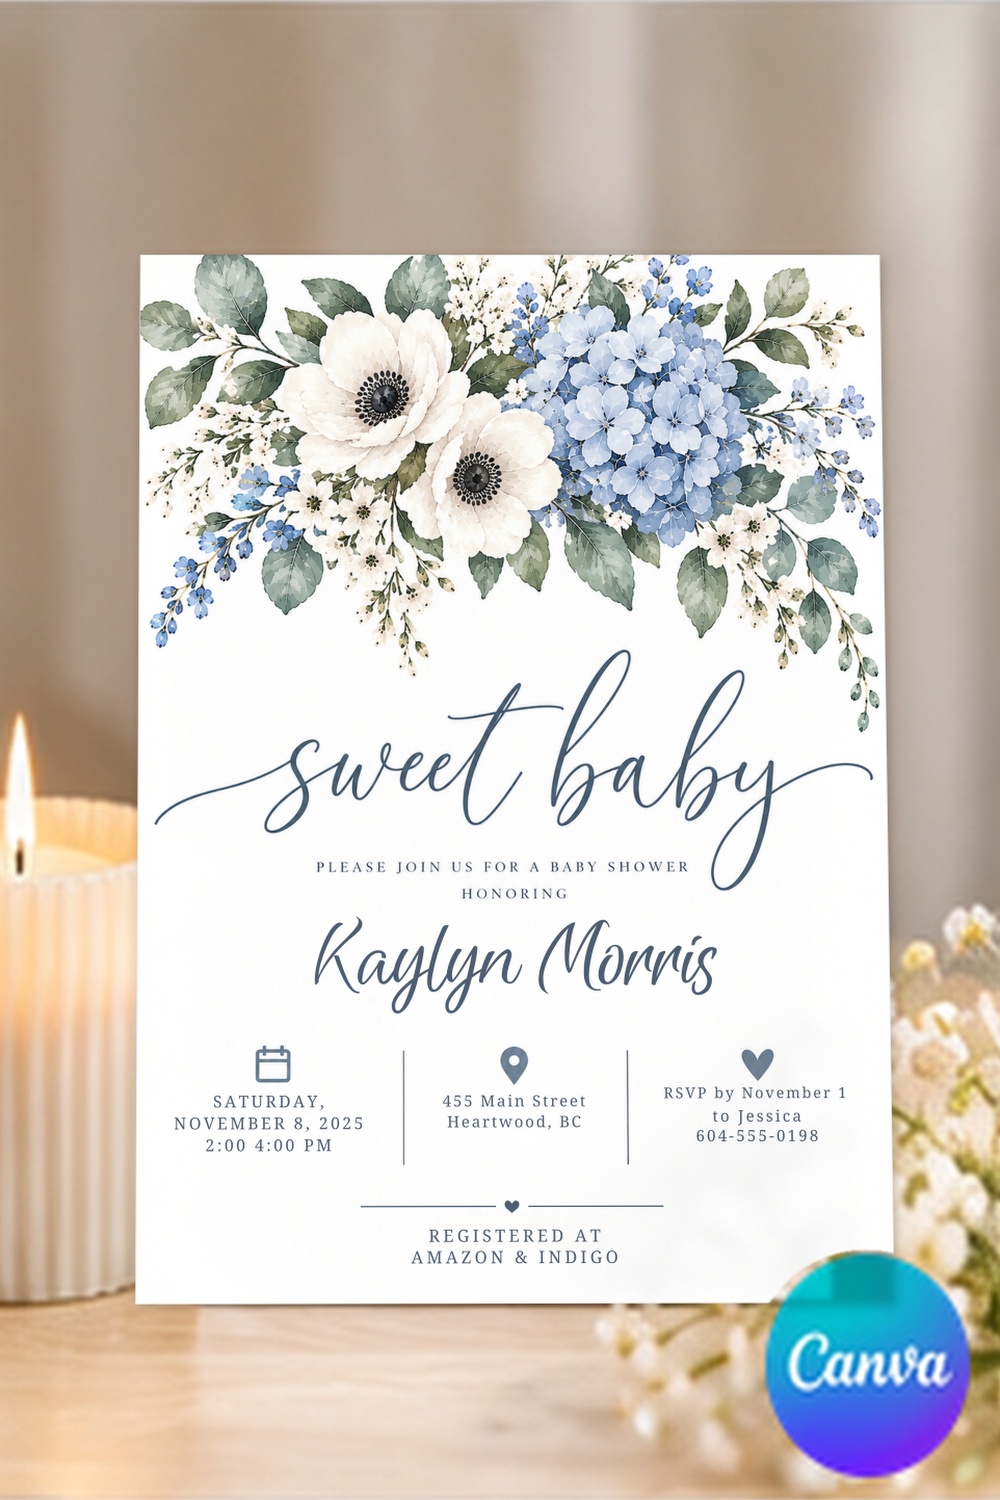 sweet baby
PLEASE JOIN US FOR A BABY SHOWER
HONORING
Kaylyn Morris
SATURDAY,
NOVEMBER 8, 2025
2:00 4:00 PM
455 Main Street
Heartwood, BC
RSVP by November 1
to Jessica
604-555-0198
REGISTERED AT
AMAZON & INDIGO
Canva